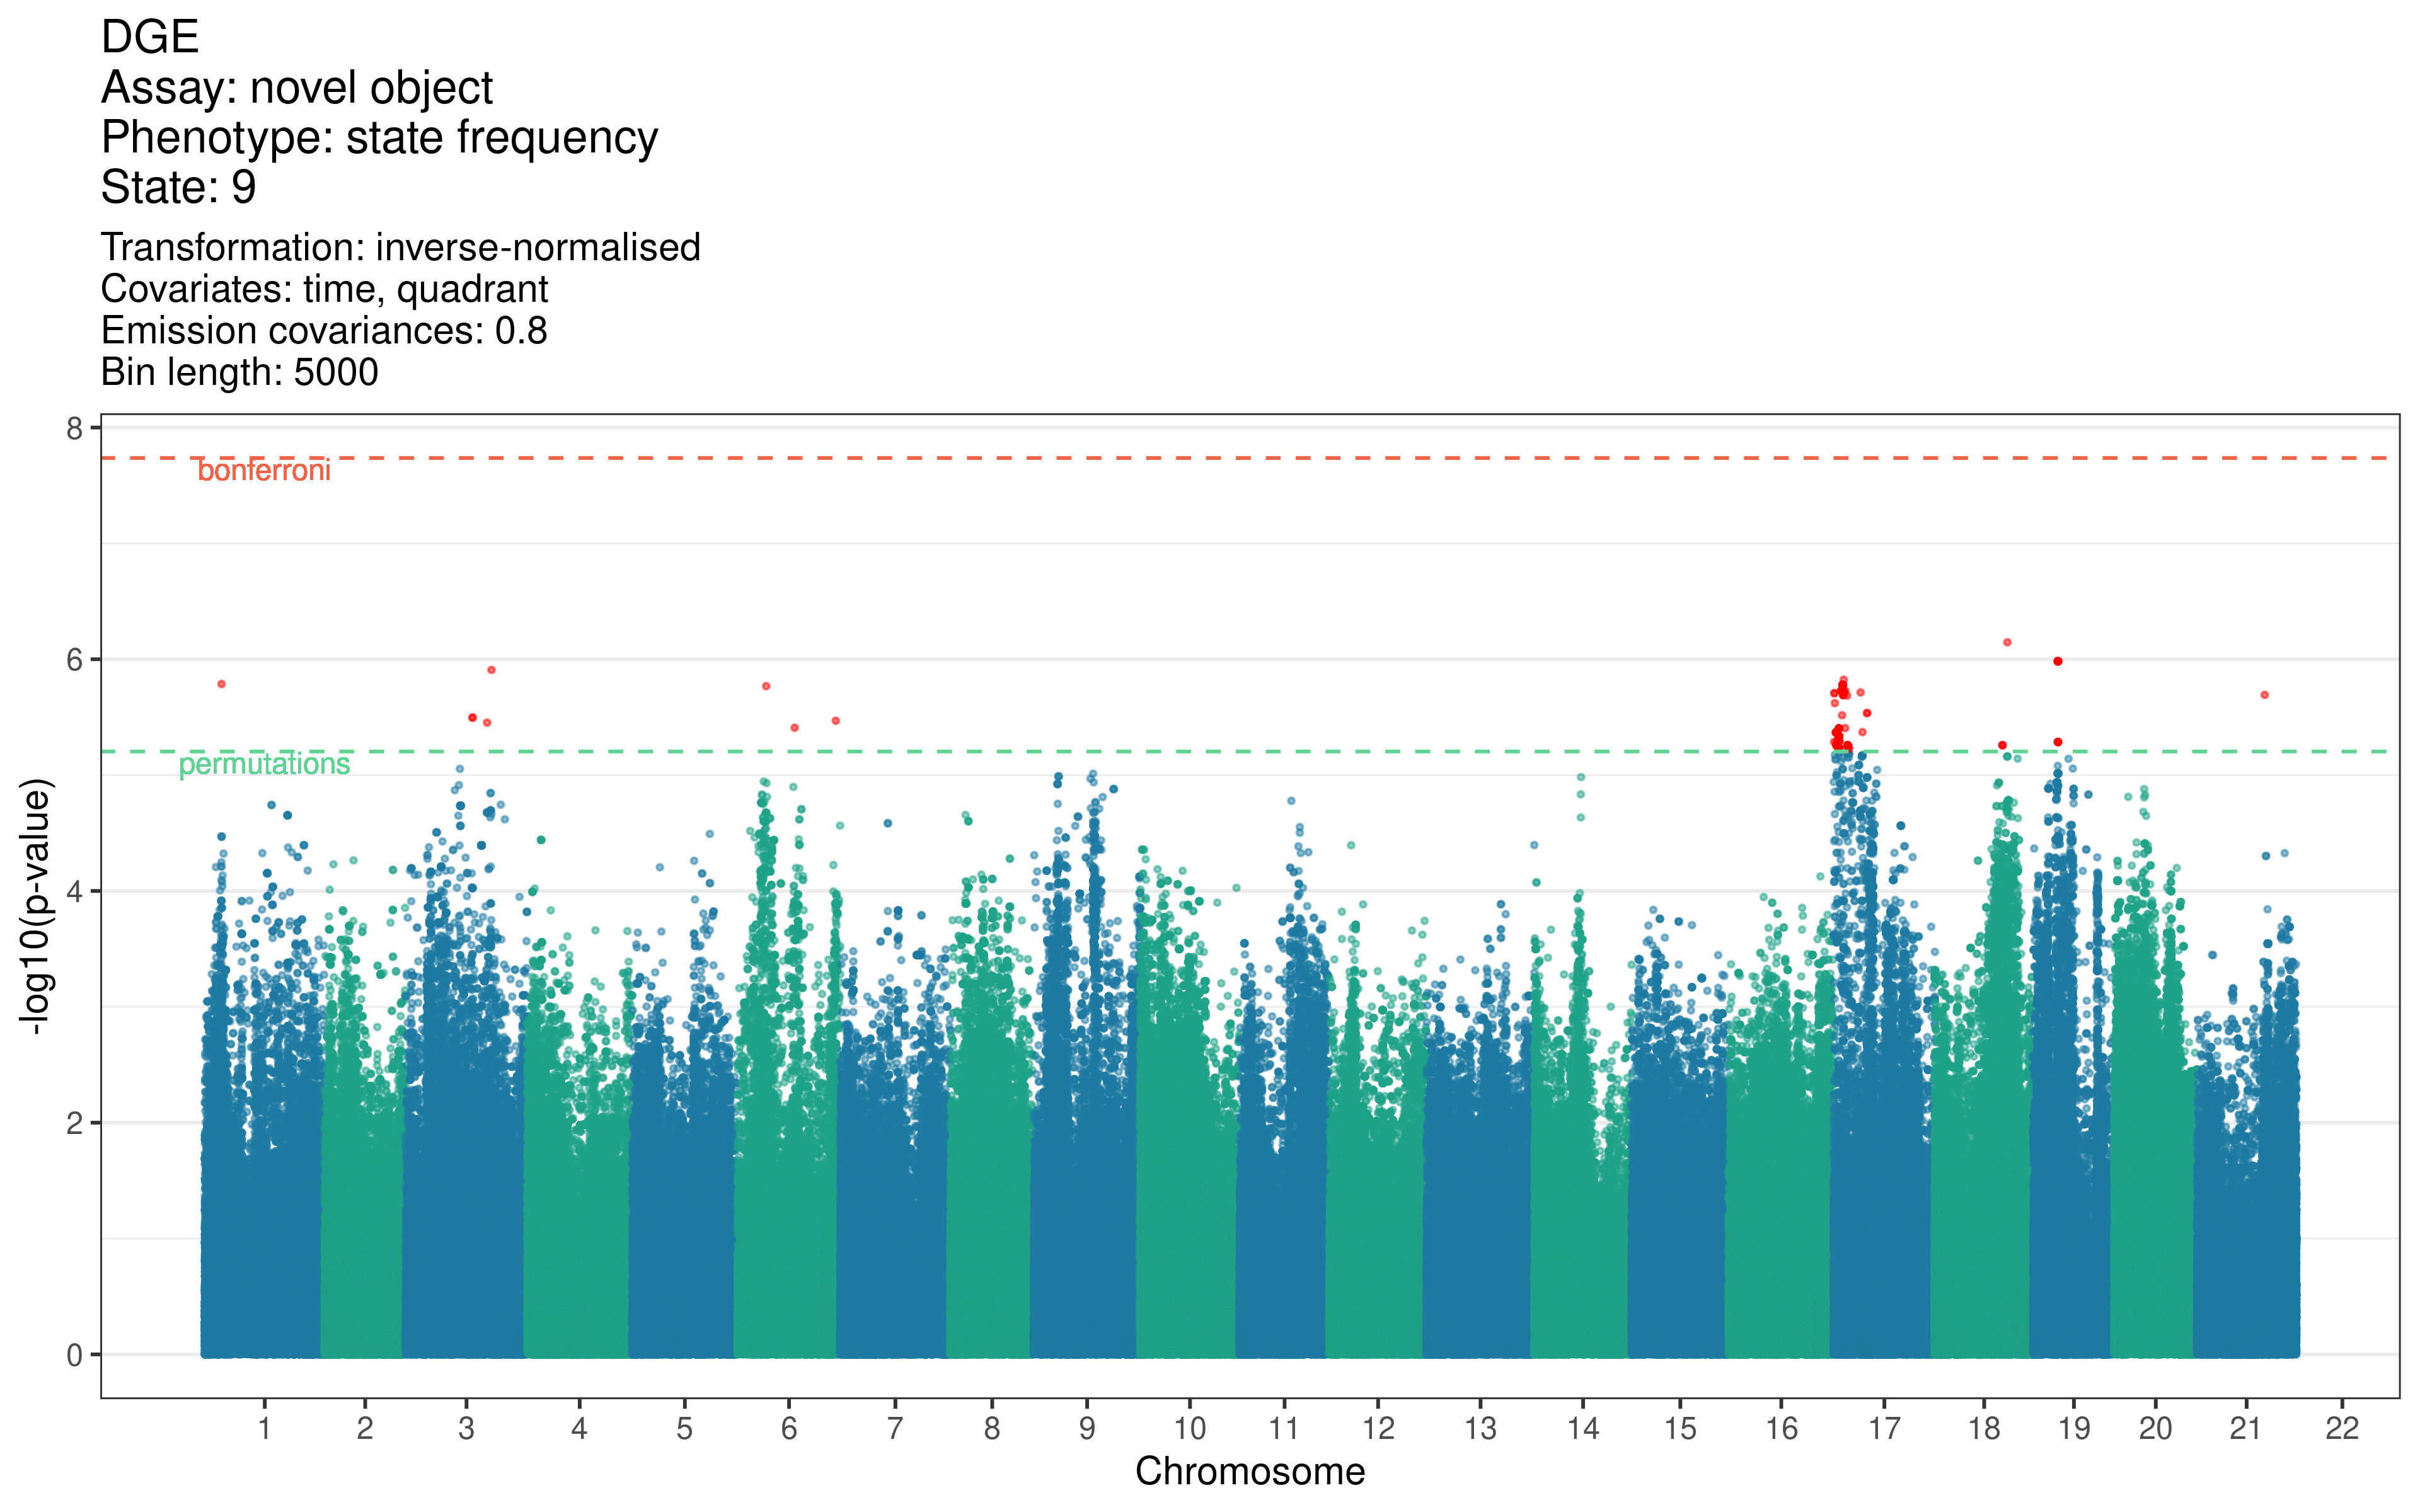 DGE
Assay: novel object
Phenotype: state frequency
State: 9
Transformation: inverse-normalised
Covariates: time, quadrant
Emission covariances: 0.8
Bin length: 5000
8
bonferroni
6
permutations
4
2
0
-log10(p-value)
1 2 3 4 5 6 7 8 9 10 11 12 13 14 15 16 17 18 19 20 21 22
Chromosome